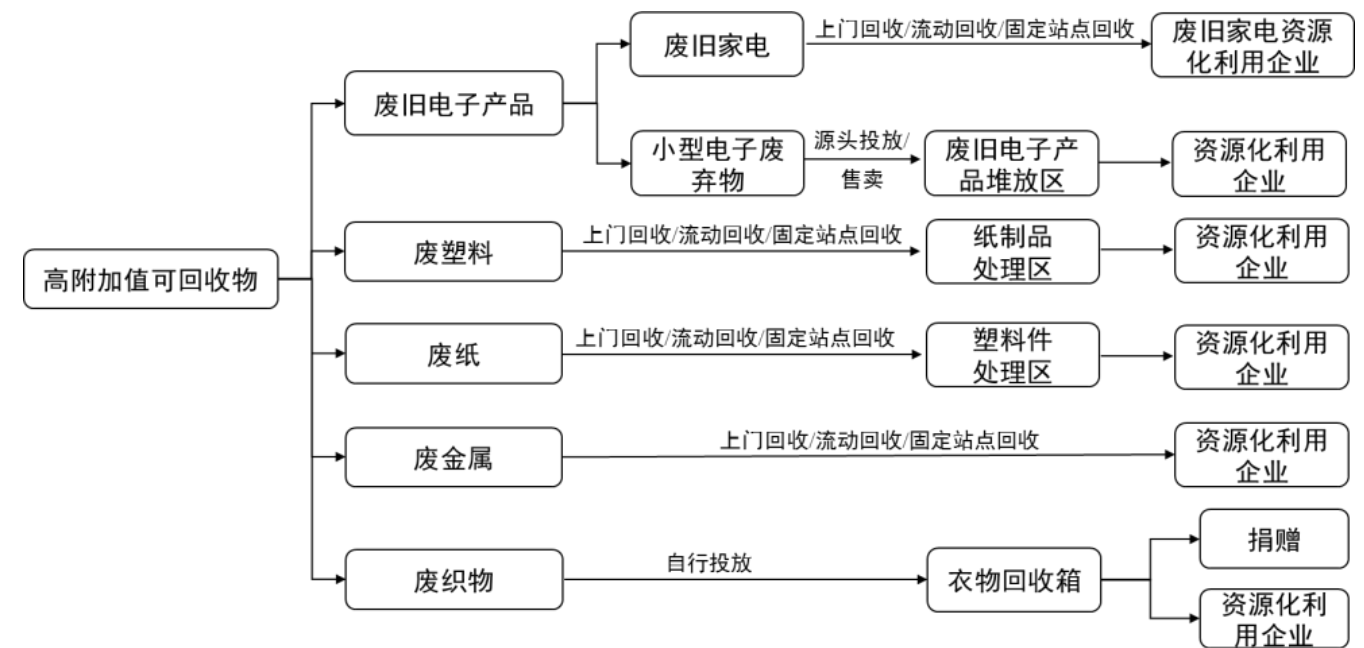 废旧家电
上门回收/流动回收/固定站点回收
废旧家电资源
化利用企业
废旧电子产品
小型电子废
弃物
源头投放/
售卖
废旧电子产
品堆放区
资源化利用
企业
高附加值可回收物
废塑料
上门回收/流动回收/固定站点回收
纸制品
处理区
资源化利用
企业
废纸
上门回收/流动回收/固定站点回收
塑料件
处理区
资源化利用
企业
废金属
上门回收/流动回收/固定站点回收
资源化利用
企业
废织物
自行投放
衣物回收箱
捐赠
资源化利
用企业